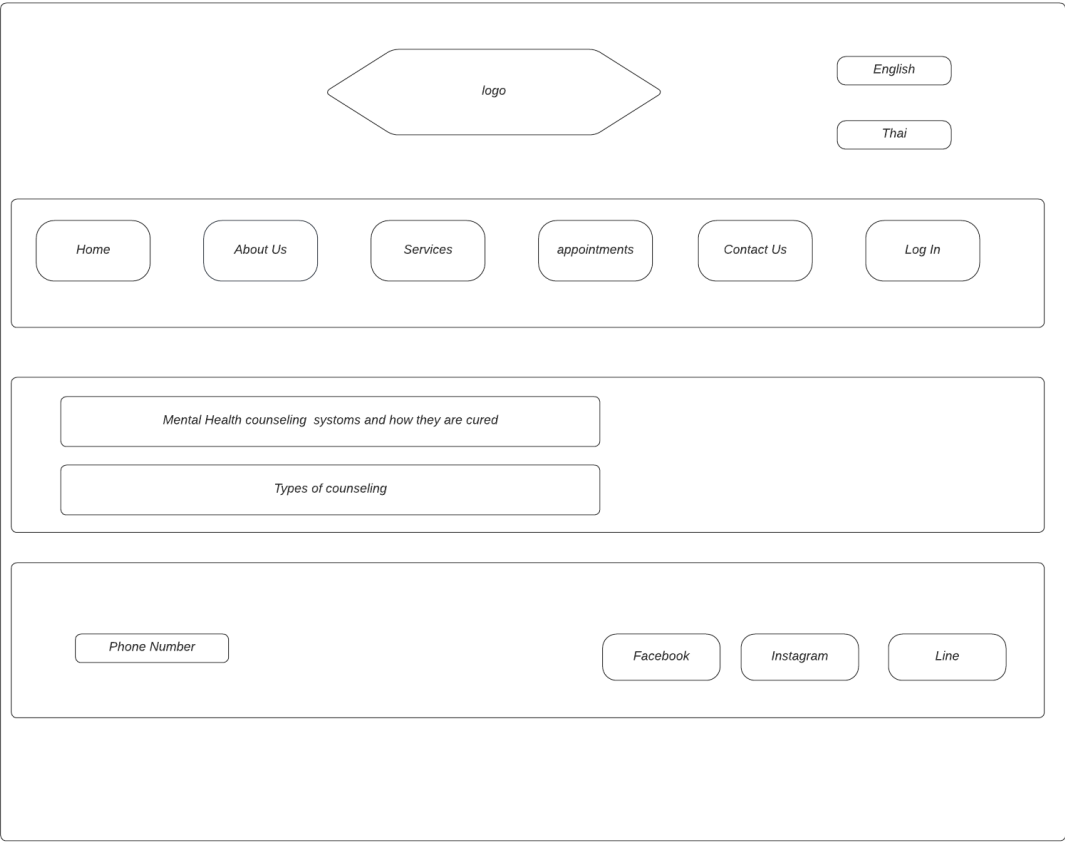 logo
English
Thai
Home
About Us
Services
appointments
Contact Us
Log In
Mental Health counseling  systoms and how they are cured
Types of counseling
Phone Number
Facebook
Instagram
Line